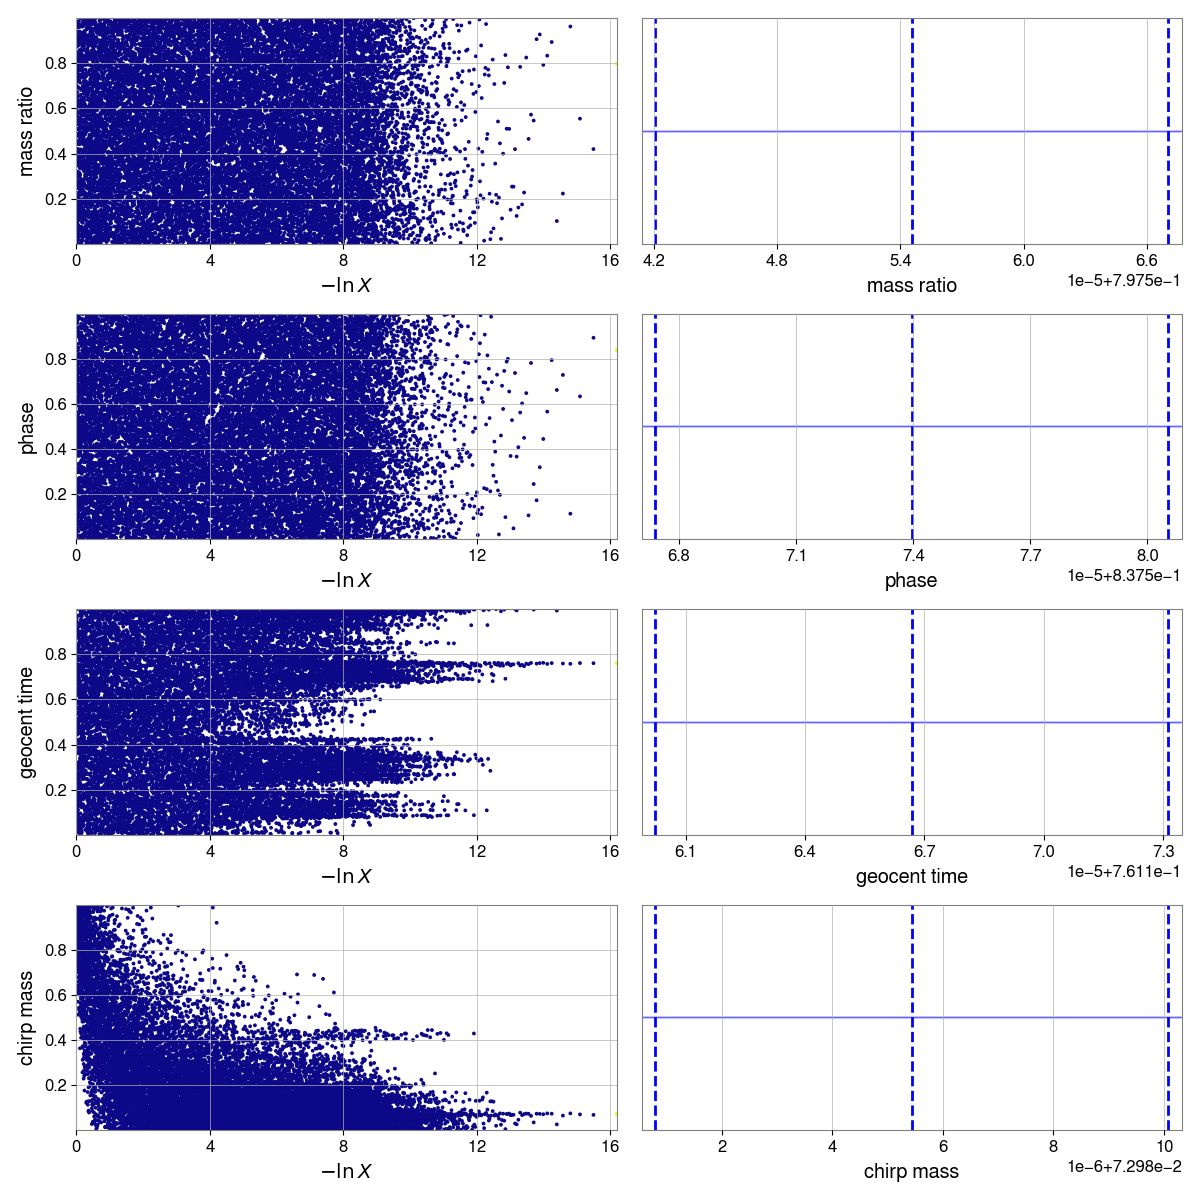 mass ratio
0.8
0.6
0.4
0.2
0 4 8 12 16
−ln X
4.2 4.8 5.4 6.0 6.6
1e−5+7.975e−1
mass ratio
phase
0.8
0.6
0.4
0.2
0 4 8 12 16
−ln X
6.8 7.1 7.4 7.7 8.0
1e−5+8.375e−1
phase
geocent time
0.8
0.6
0.4
0.2
0 4 8 12 16
−ln X
6.1 6.4 6.7 7.0 7.3
1e−5+7.611e−1
geocent time
chirp mass
0.8
0.6
0.4
0.2
0 4 8 12 16
−ln X
2 4 6 8 10
1e−6+7.298e−2
chirp mass